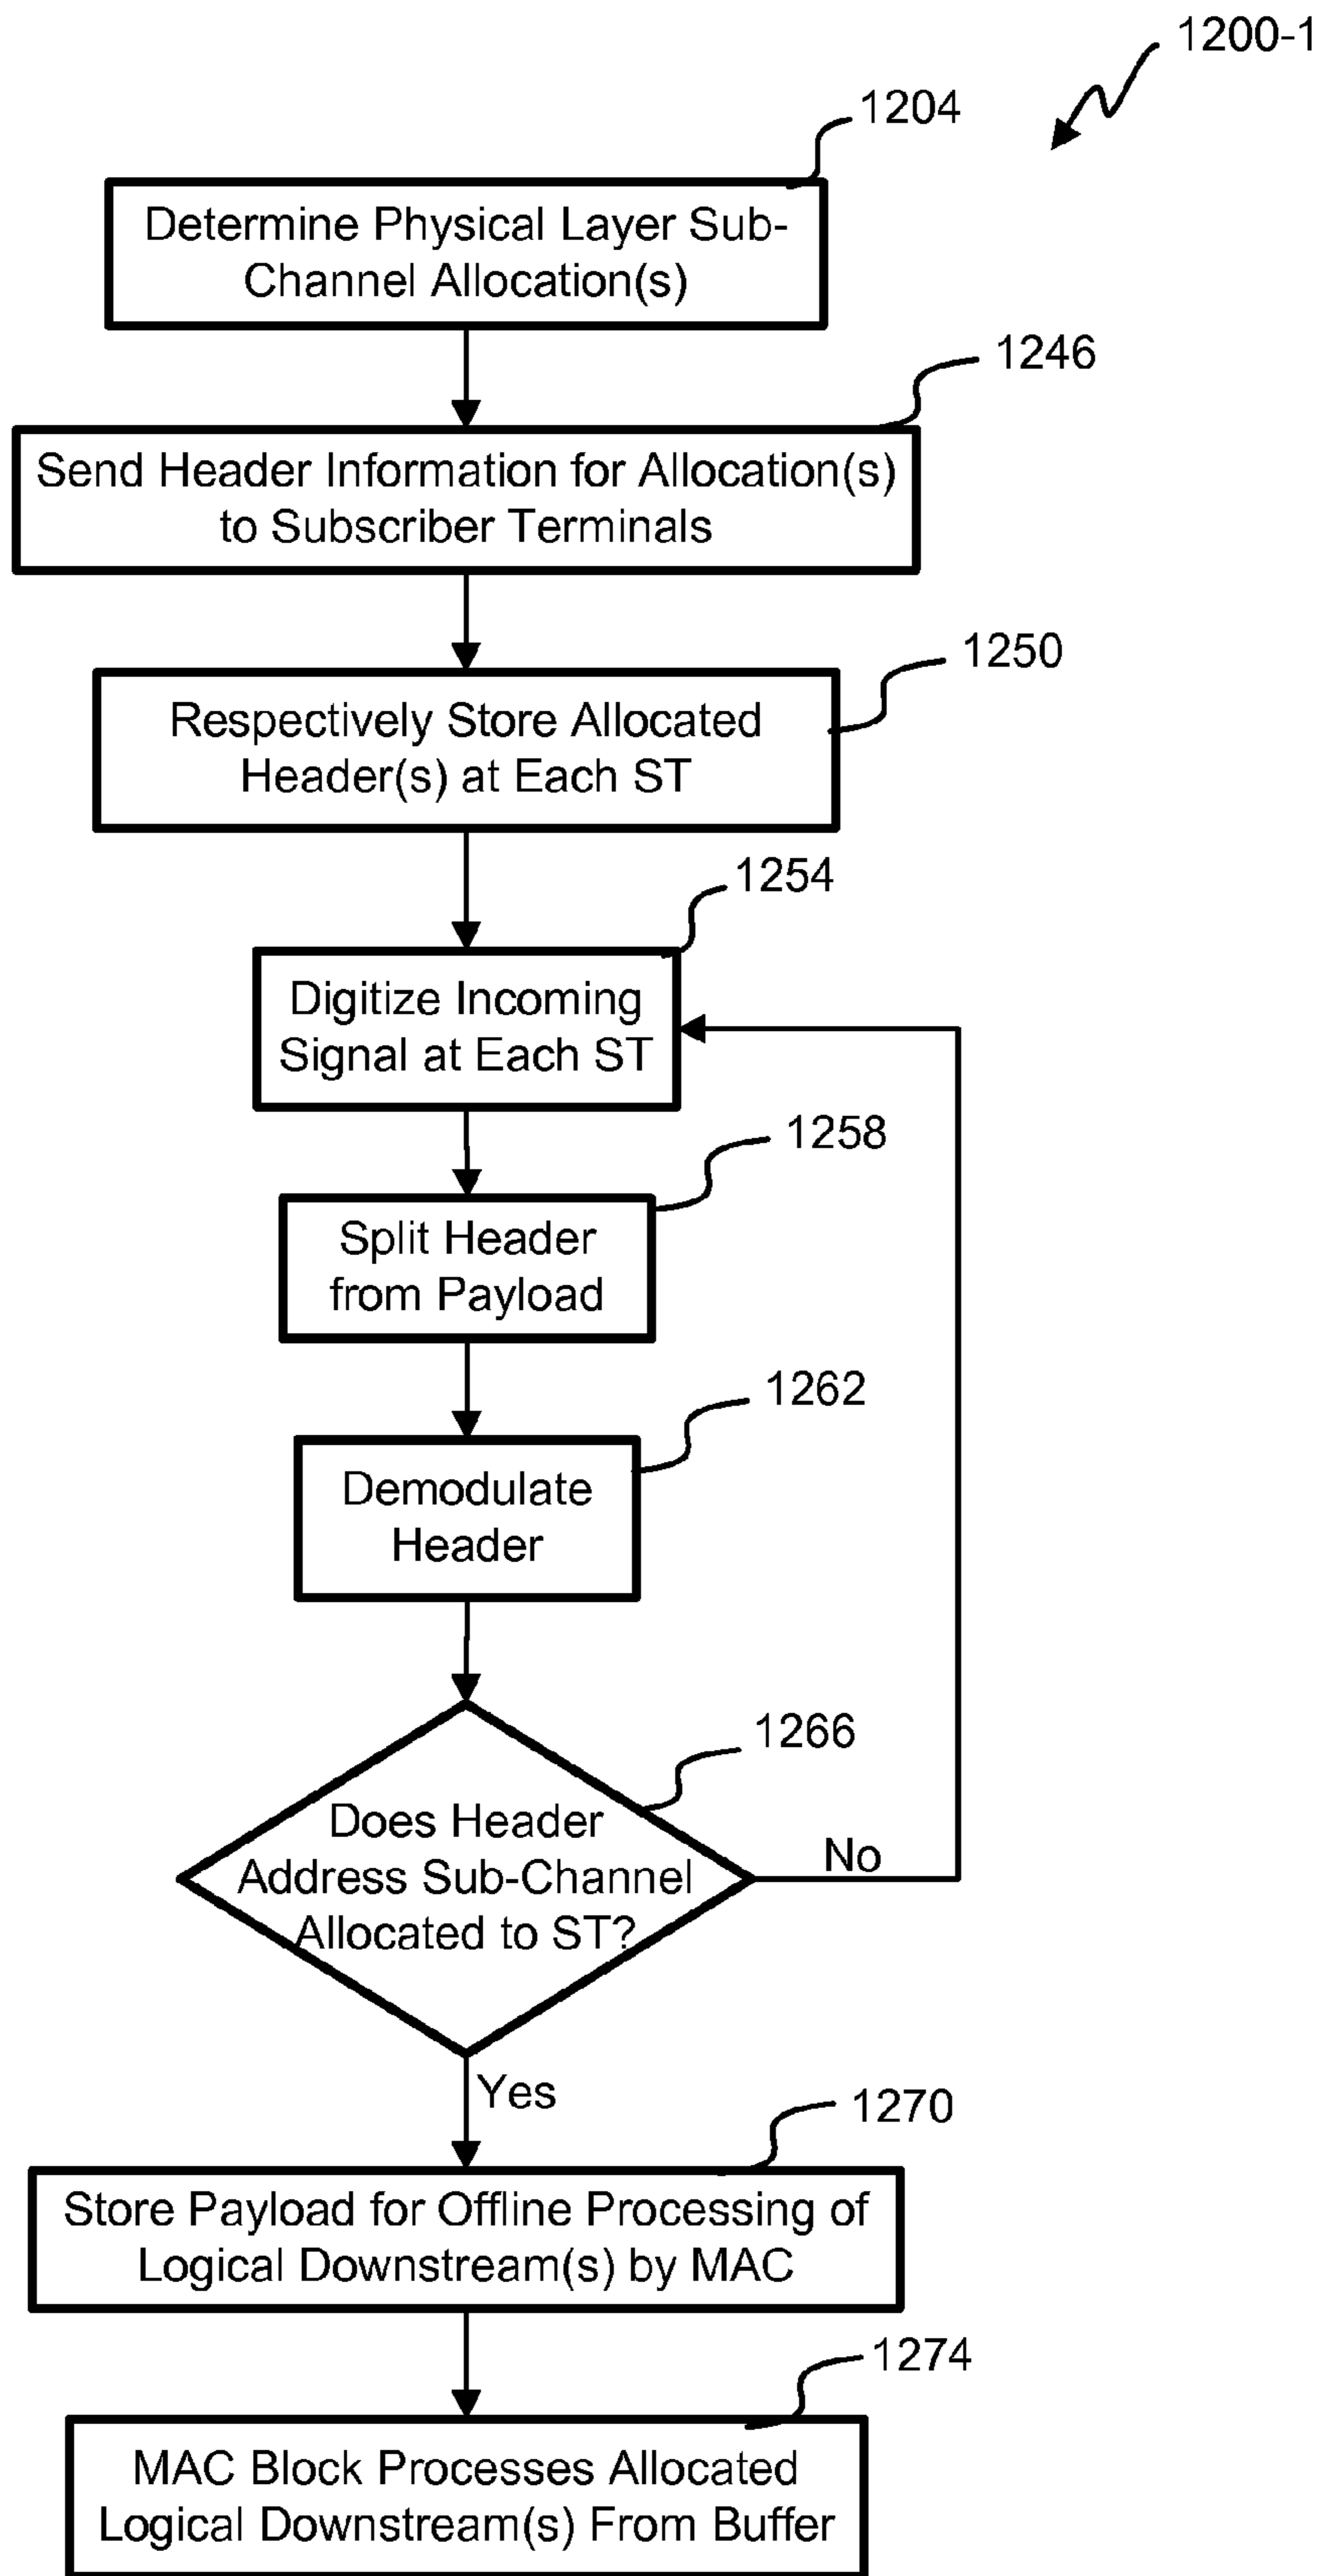 1200-1
1204
Determine Physical Layer Sub-
Channel Allocation(s)
1246
Send Header Information for Allocation(s)
to Subscriber Terminals
1250
Respectively Store Allocated
Header(s) at Each ST
1254
Digitize Incoming
Signal at Each ST
1258
Split Header
from Payload
1262
Demodulate
Header
1266
Does Header
Address Sub-Channel
Allocated to ST?
No
Yes
1270
Store Payload for Offline Processing of
Logical Downstream(s) by MAC
1274
MAC Block Processes Allocated
Logical Downstream(s) From Buffer